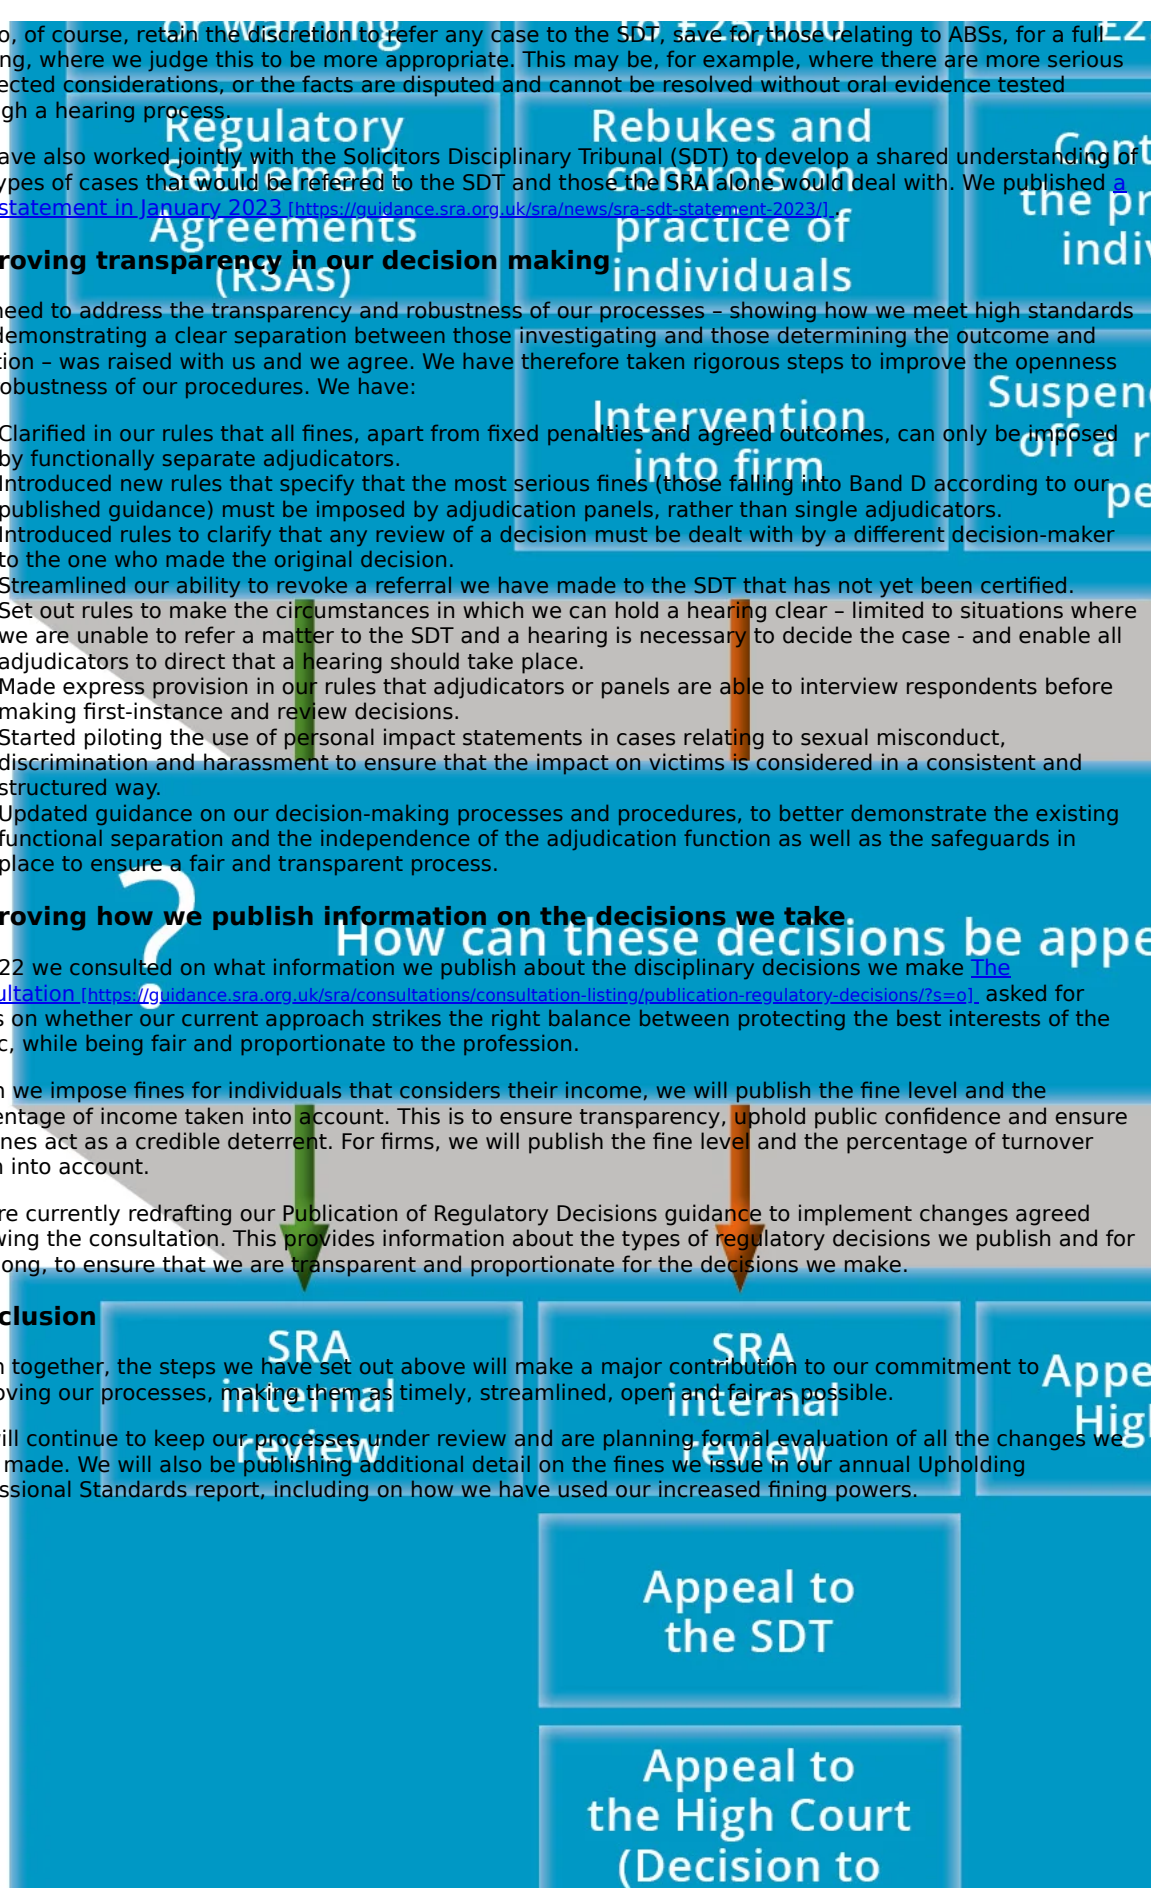 o, of course, retain the discretion to refer any case to the SDT, save for those relating to ABSs, for a full
ng, where we judge this to be more appropriate. This may be, for example, where there are more serious
ected considerations, or the facts are disputed and cannot be resolved without oral evidence tested
gh a hearing process.
ave also worked jointly with the Solicitors Disciplinary Tribunal (SDT) to develop a shared understanding of
ypes of cases that would be referred to the SDT and those the SRA alone would deal with. We published a
statement in January 2023 [https://guidance.sra.org.uk/sra/news/sra-sdt-statement-2023/] .
roving transparency in our decision making
need to address the transparency and robustness of our processes – showing how we meet high standards
demonstrating a clear separation between those investigating and those determining the outcome and
tion – was raised with us and we agree. We have therefore taken rigorous steps to improve the openness
obustness of our procedures. We have:
Clarified in our rules that all fines, apart from fixed penalties and agreed outcomes, can only be imposed
by functionally separate adjudicators.
Introduced new rules that specify that the most serious fines (those falling into Band D according to our
published guidance) must be imposed by adjudication panels, rather than single adjudicators.
Introduced rules to clarify that any review of a decision must be dealt with by a different decision-maker
to the one who made the original decision.
Streamlined our ability to revoke a referral we have made to the SDT that has not yet been certified.
Set out rules to make the circumstances in which we can hold a hearing clear – limited to situations where
we are unable to refer a matter to the SDT and a hearing is necessary to decide the case - and enable all
adjudicators to direct that a hearing should take place.
Made express provision in our rules that adjudicators or panels are able to interview respondents before
making first-instance and review decisions.
Started piloting the use of personal impact statements in cases relating to sexual misconduct,
discrimination and harassment to ensure that the impact on victims is considered in a consistent and
structured way.
Updated guidance on our decision-making processes and procedures, to better demonstrate the existing
functional separation and the independence of the adjudication function as well as the safeguards in
place to ensure a fair and transparent process.
roving how we publish information on the decisions we take
22 we consulted on what information we publish about the disciplinary decisions we make The
ultation [https://guidance.sra.org.uk/sra/consultations/consultation-listing/publication-regulatory-decisions/?s=o] asked for
s on whether our current approach strikes the right balance between protecting the best interests of the
c, while being fair and proportionate to the profession.
n we impose fines for individuals that considers their income, we will publish the fine level and the
entage of income taken into account. This is to ensure transparency, uphold public confidence and ensure
nes act as a credible deterrent. For firms, we will publish the fine level and the percentage of turnover
n into account.
re currently redrafting our Publication of Regulatory Decisions guidance to implement changes agreed
wing the consultation. This provides information about the types of regulatory decisions we publish and for
ong, to ensure that we are transparent and proportionate for the decisions we make.
clusion
n together, the steps we have set out above will make a major contribution to our commitment to
oving our processes, making them as timely, streamlined, open and fair as possible.
ill continue to keep our processes under review and are planning formal evaluation of all the changes we
made. We will also be publishing additional detail on the fines we issue in our annual Upholding
ssional Standards report, including on how we have used our increased fining powers.
or warning
to £25,000
£2
Regulatory
Settlement
Agreements
(RSAs)
Rebukes and
controls on
practice of
individuals
Cont
the pr
indiv
Intervention
into firm
Suspen
off a r
pe
?
How can these decisions be appe
SRA
internal
review
SRA
internal
review
Appe
Hig
Appeal to
the SDT
Appeal to
the High Court
(Decision to